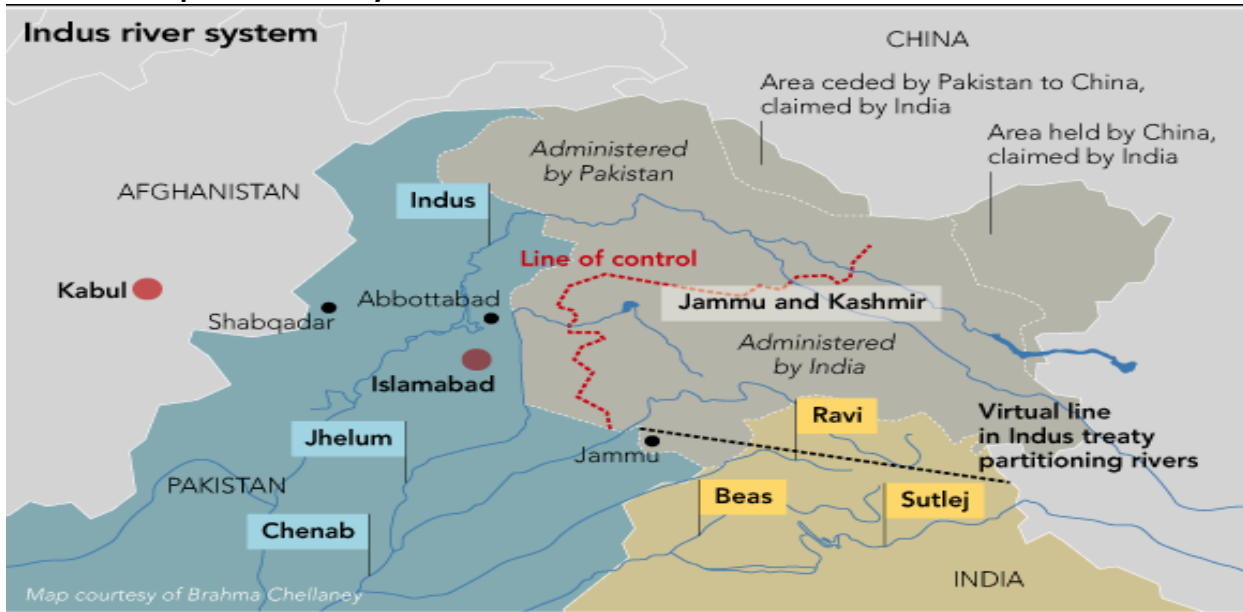 Indus river system
CHINA
Area ceded by Pakistan to China,
claimed by India
Area held by China,
claimed by India
Administered
by Pakistan
AFGHANISTAN
Indus
Line of control
Kabul
Abbottabad
Shabqadar
Jammu and Kashmir
Administered
by India
Islamabad
Ravi
Virtual line
in Indus treaty
partitioning rivers
Jhelum
Jammu
PAKISTAN
Beas
Sutlej
Chenab
INDIA
Map courtesy of Brahma Chellaney